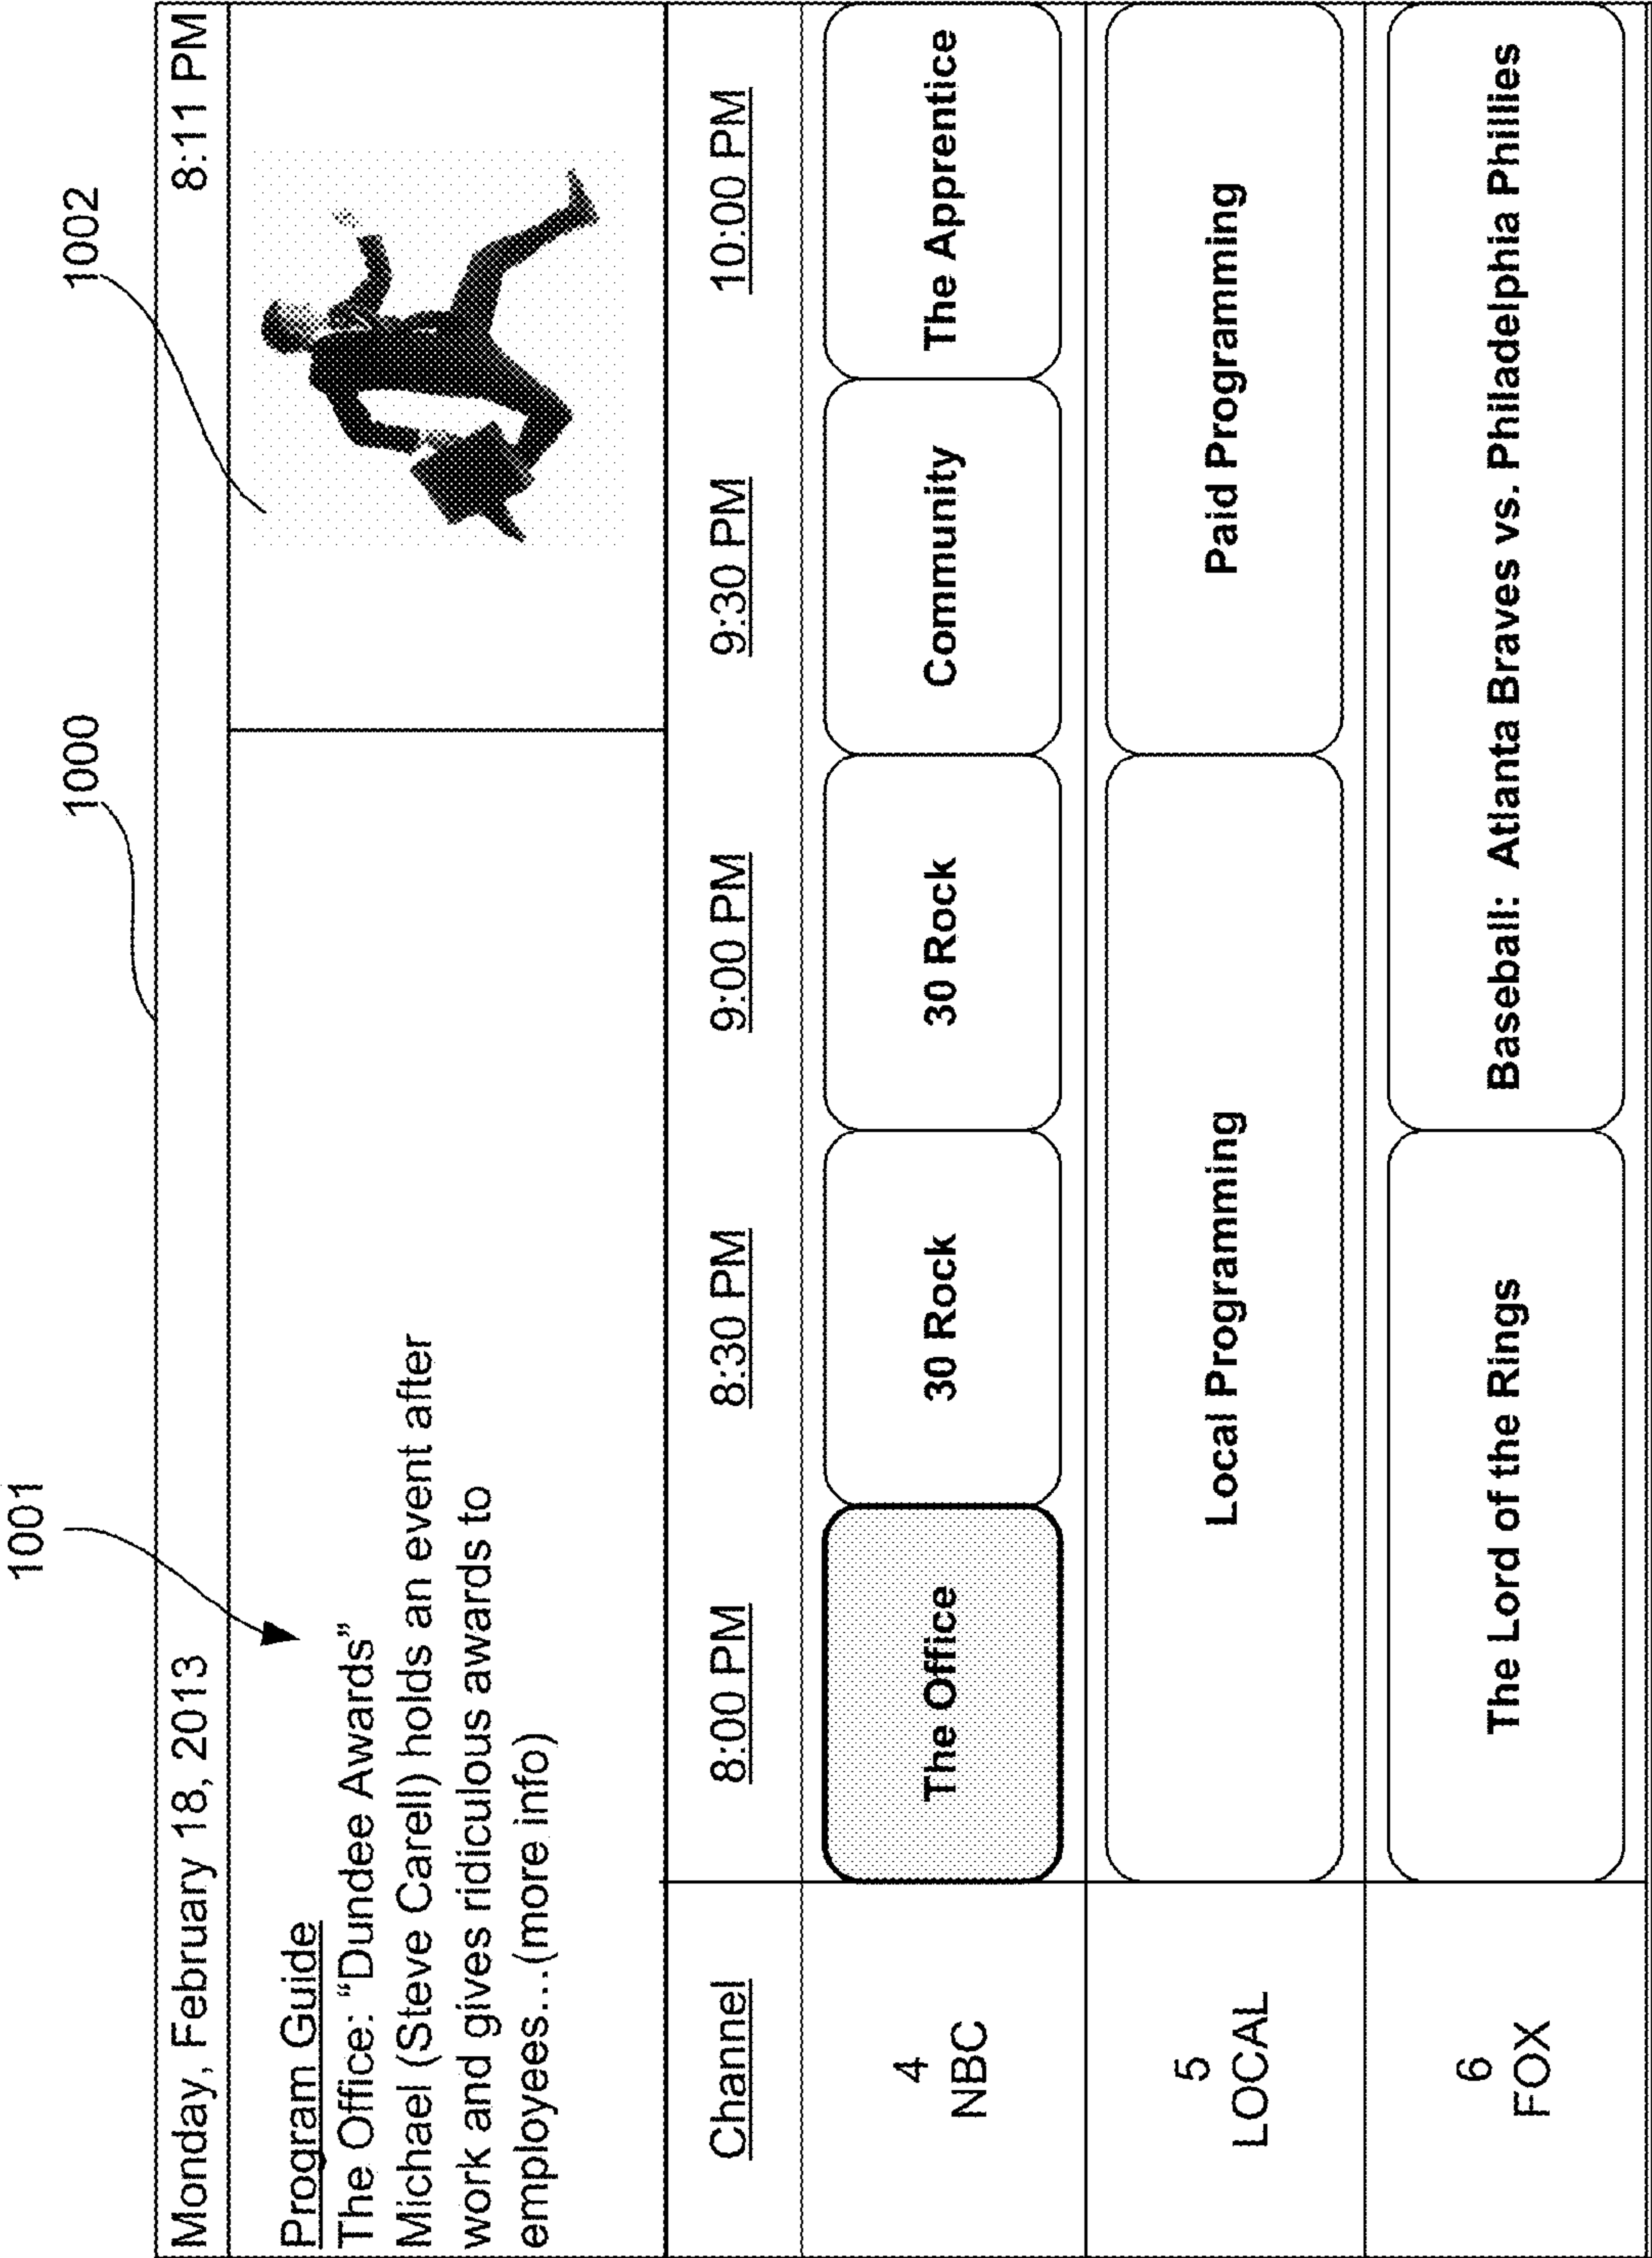 1001
1000
1002
Monday, February 18, 2013
8:11 PM
Program Guide
The Office: “Dundee Awards”
Michael (Steve Carell) holds an event after
work and gives ridiculous awards to
employees...(more info)
Channel
8:00 PM
8:30 PM
9:00 PM
9:30 PM
10:00 PM
4
NBC
The Office
30 Rock
30 Rock
Community
The Apprentice
5
LOCAL
Local Programming
Paid Programming
6
FOX
The Lord of the Rings
Baseball: Atlanta Braves vs. Philadelphia Phillies